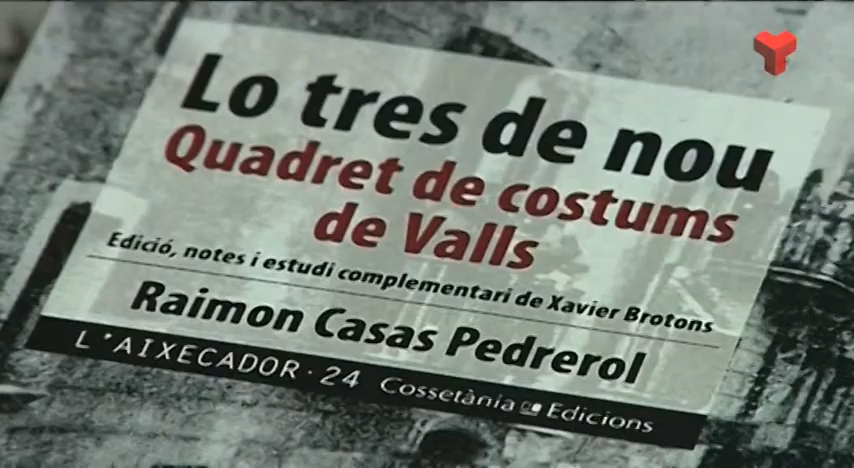 Lo tres de nou
Quadret de costums
de Valls
Edició, notes i estudi complementari de Xavier Brotons
Raimon Casas Pedrerol
L'AIXECADOR · 24 Cossetània Edicions